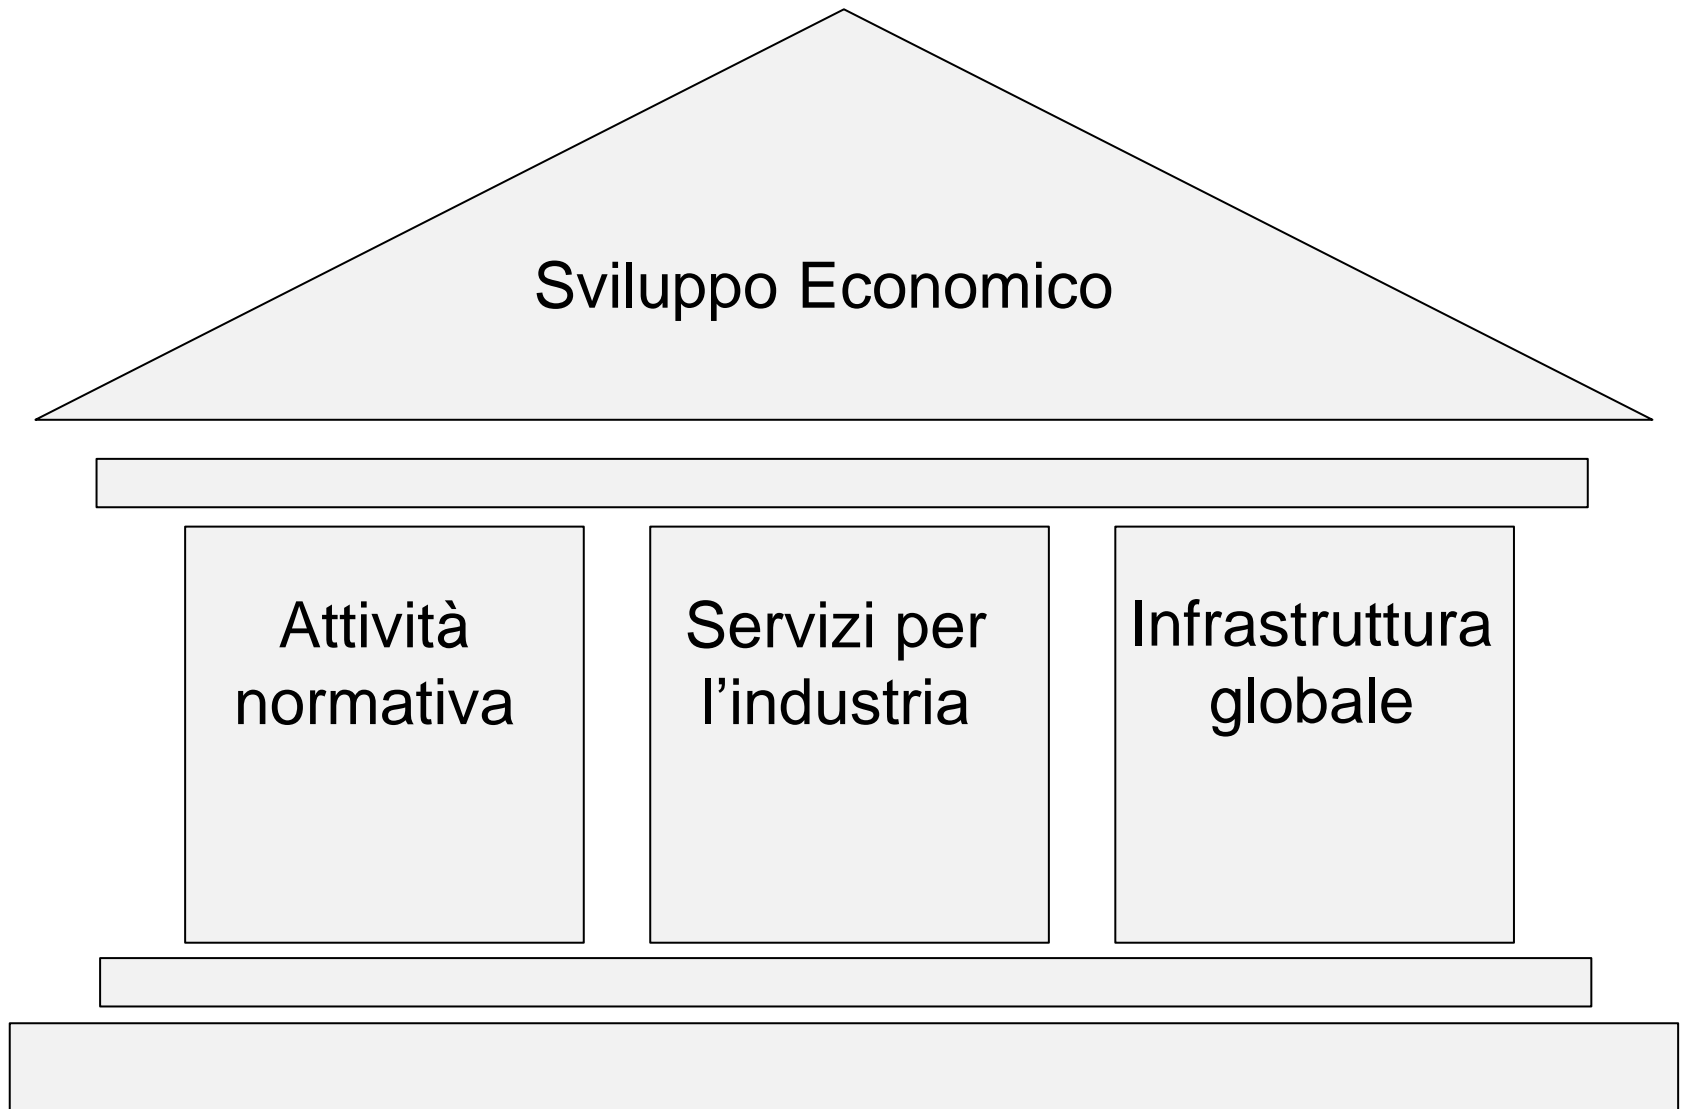 Sviluppo Economico
Attività
normativa
Servizi per
l’industria
Infrastruttura
globale